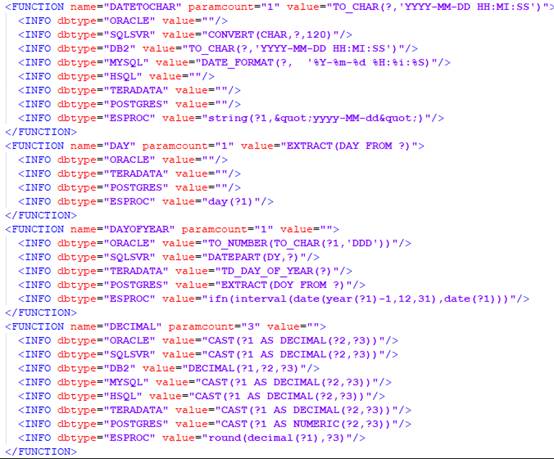 <FUNCTION name="DATETOCHAR" paramcount="1" value="TO_CHAR(?,'YYYY-MM-DD HH:MI:SS')">
<INFO dbtype="ORACLE" value=""/>
<INFO dbtype="SQLSVR" value="CONVERT(CHAR,?,120)"/>
<INFO dbtype="DB2" value="TO_CHAR(?,'YYYY-MM-DD HH:MI:SS')"/>
<INFO dbtype="MYSQL" value="DATE_FORMAT(?, '%Y-%m-%d %H:%i:%S)"/>
<INFO dbtype="HSQL" value=""/>
<INFO dbtype="TERADATA" value=""/>
<INFO dbtype="POSTGRES" value=""/>
<INFO dbtype="ESPROC" value="string(?1,&quot;yyyy-MM-dd&quot;)"/>
</FUNCTION>
<FUNCTION name="DAY" paramcount="1" value="EXTRACT(DAY FROM ?)">
<INFO dbtype="ORACLE" value=""/>
<INFO dbtype="TERADATA" value=""/>
<INFO dbtype="POSTGRES" value=""/>
<INFO dbtype="ESPROC" value="day(?1)"/>
</FUNCTION>
<FUNCTION name="DAYOFYEAR" paramcount="1" value="">
<INFO dbtype="ORACLE" value="TO_NUMBER(TO_CHAR(?1,'DDD'))"/>
<INFO dbtype="SQLSVR" value="DATEPART(DY,?)"/>
<INFO dbtype="TERADATA" value="TD_DAY_OF_YEAR(?)"/>
<INFO dbtype="POSTGRES" value="EXTRACT(DOY FROM ?)"/>
<INFO dbtype="ESPROC" value="ifn(interval(date(year(?1)-1,12,31),date(?1)))"/>
</FUNCTION>
<FUNCTION name="DECIMAL" paramcount="3" value="">
<INFO dbtype="ORACLE" value="CAST(?1 AS DECIMAL(?2,?3))"/>
<INFO dbtype="SQLSVR" value="CAST(?1 AS DECIMAL(?2,?3))"/>
<INFO dbtype="DB2" value="DECIMAL(?1,?2,?3)"/>
<INFO dbtype="MYSQL" value="CAST(?1 AS DECIMAL(?2,?3))"/>
<INFO dbtype="HSQL" value="CAST(?1 AS DECIMAL(?2,?3))"/>
<INFO dbtype="TERADATA" value="CAST(?1 AS DECIMAL(?2,?3))"/>
<INFO dbtype="POSTGRES" value="CAST(?1 AS NUMERIC(?2,?3))"/>
<INFO dbtype="ESPROC" value="round(decimal(?1),?3)"/>
</FUNCTION>